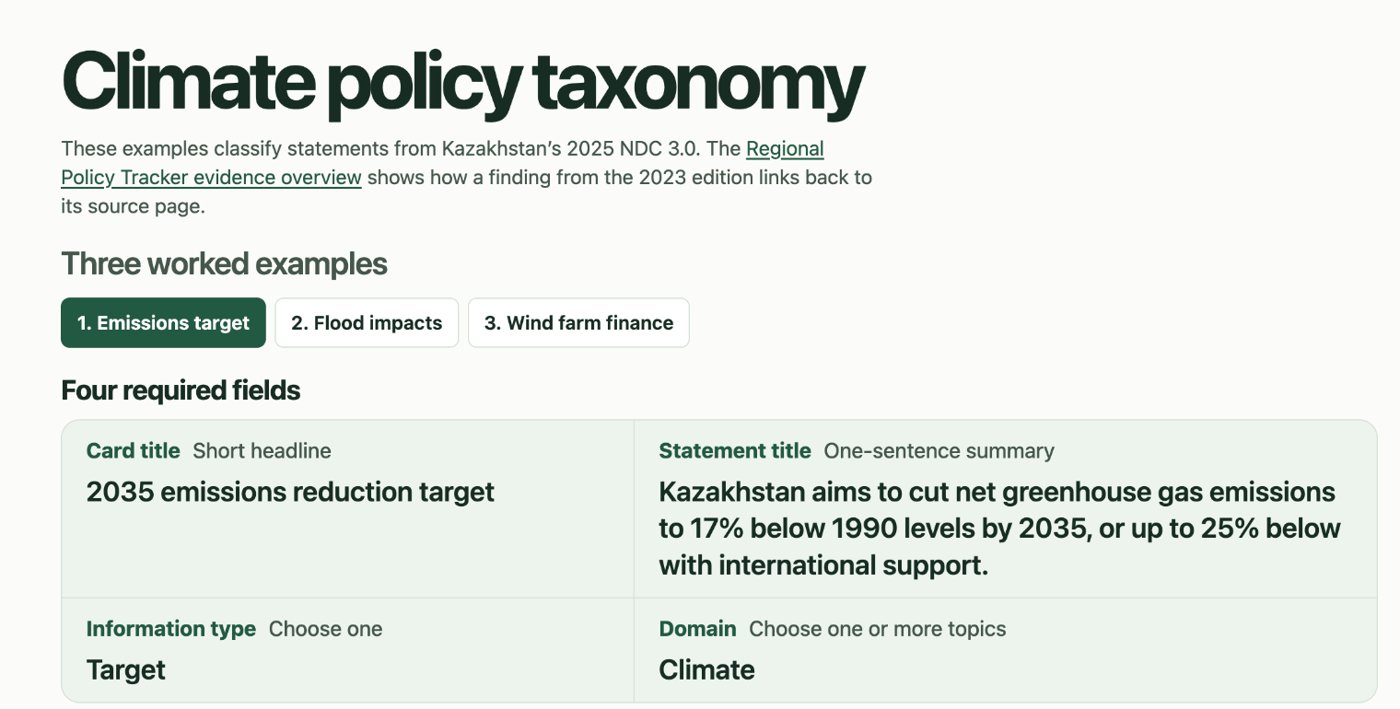 Climate policy taxonomy
These examples classify statements from Kazakhstan’s 2025 NDC 3.0. The Regional
Policy Tracker evidence overview shows how a finding from the 2023 edition links back to
its source page.
Three worked examples
1. Emissions target
2. Flood impacts
3. Wind farm finance
Four required fields
Card title Short headline
2035 emissions reduction target
Statement title One-sentence summary
Kazakhstan aims to cut net greenhouse gas emissions
to 17% below 1990 levels by 2035, or up to 25% below
with international support.
Information type Choose one
Target
Domain Choose one or more topics
Climate